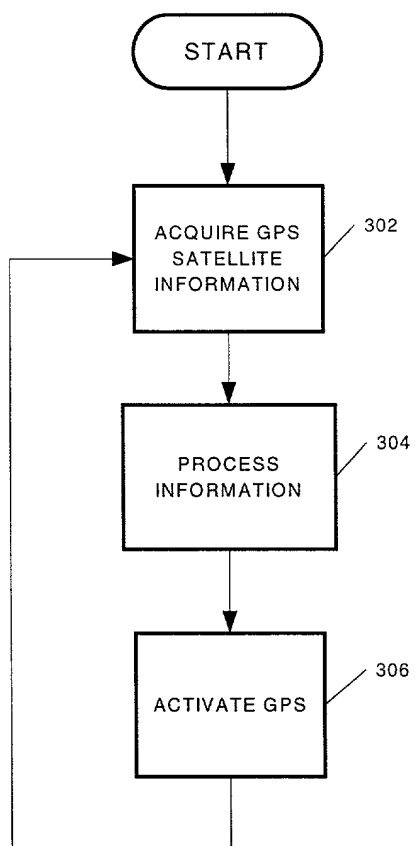 START
ACQUIRE GPS
SATELLITE
INFORMATION
302
PROCESS
INFORMATION
304
ACTIVATE GPS
306